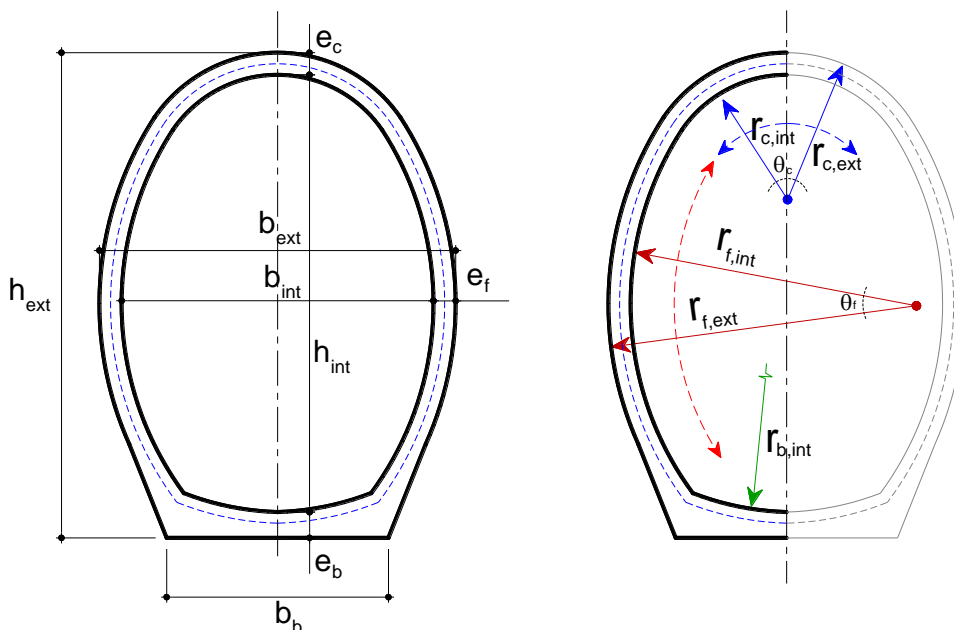 e_c
b_ext
h_ext
b_int
e_f
h_int
e_b
b_b
r_c,int
θ_c
r_c,ext
r_f,int
θ_f
r_f,ext
r_b,int